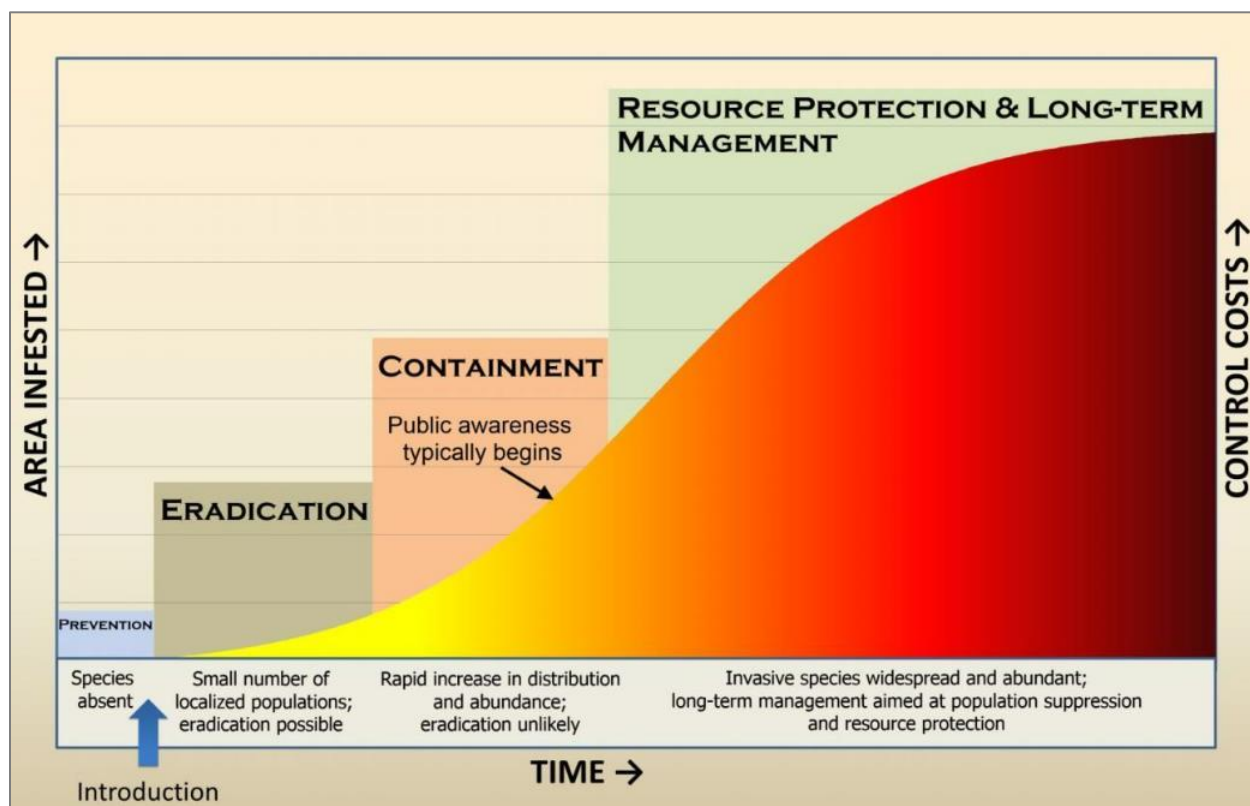 RESOURCE PROTECTION & LONG-TERM
MANAGEMENT
CONTAINMENT
Public awareness
typically begins
ERADICATION
PREVENTION
AREA INFESTED →
CONTROL COSTS →
Species
absent
Small number of
localized populations;
eradication possible
Rapid increase in distribution
and abundance;
eradication unlikely
Invasive species widespread and abundant;
long-term management aimed at population suppression
and resource protection
TIME →
Introduction